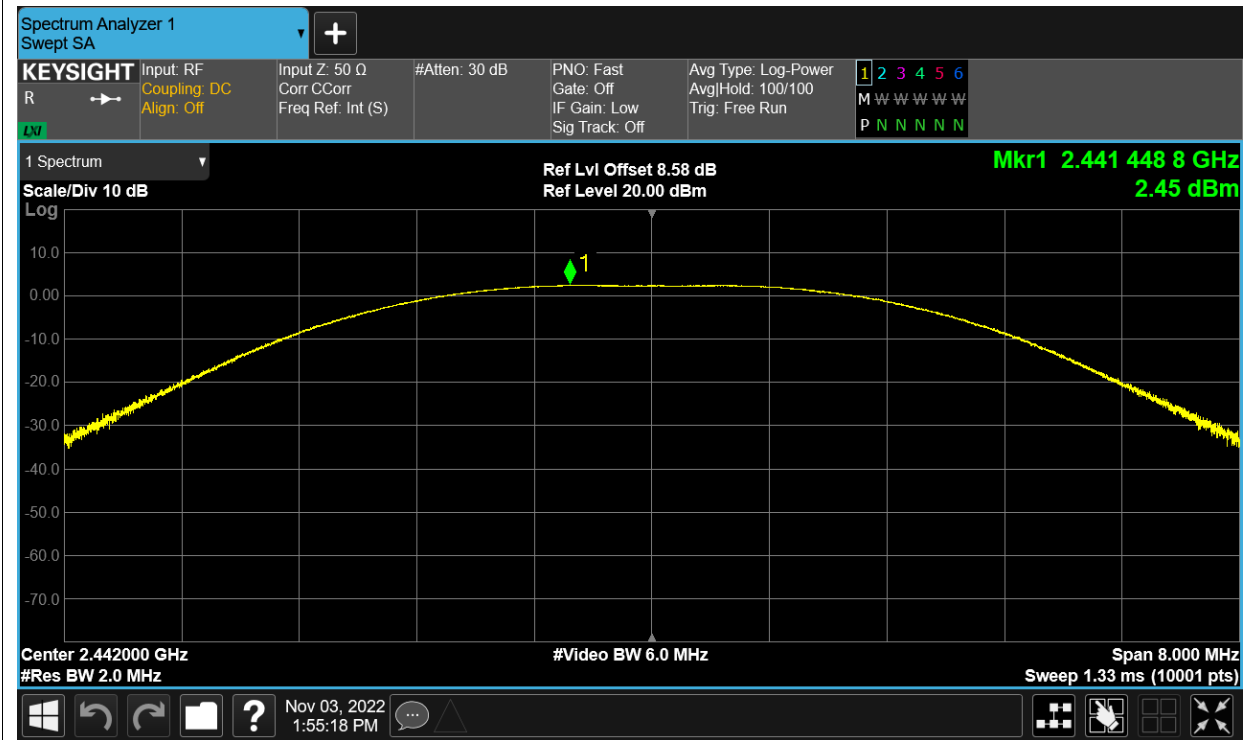 Spectrum Analyzer 1
Swept SA
KEYSIGHT
R
LXI
Input: RF
Coupling: DC
Align: Off
Input Z: 50 Ω
Corr CCorr
Freq Ref: Int (S)
#Atten: 30 dB
PNO: Fast
Gate: Off
IF Gain: Low
Sig Track: Off
Avg Type: Log-Power
Avg|Hold: 100/100
Trig: Free Run
1 2 3 4 5 6
M W W W W W
P N N N N N
1 Spectrum
Scale/Div 10 dB
Log
Ref Lvl Offset 8.58 dB
Ref Level 20.00 dBm
Mkr1 2.441 448 8 GHz
2.45 dBm
10.0
0.00
-10.0
-20.0
-30.0
-40.0
-50.0
-60.0
-70.0
1
Center 2.442000 GHz
#Res BW 2.0 MHz
#Video BW 6.0 MHz
Span 8.000 MHz
Sweep 1.33 ms (10001 pts)
?
Nov 03, 2022
1:55:18 PM